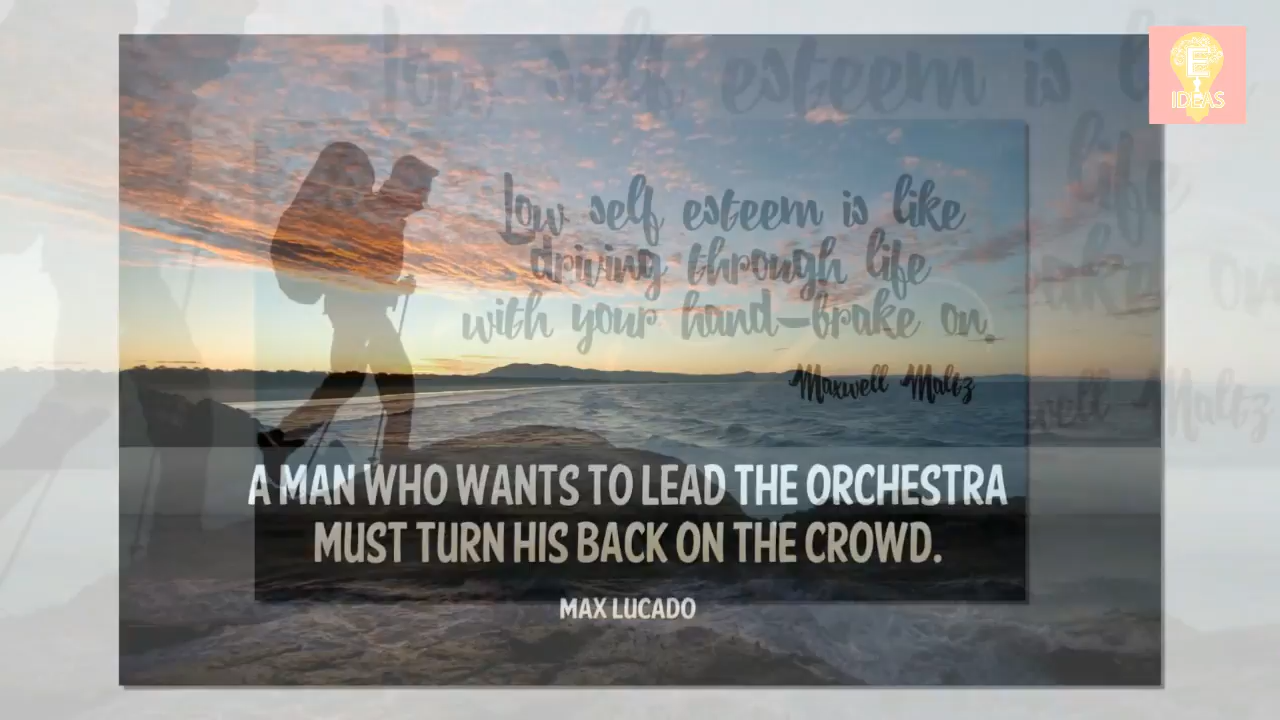 E
IDEAS
Low self esteem is like
driving through life
with your hand-brake on.
Maxwell Maltz
A MAN WHO WANTS TO LEAD THE ORCHESTRA
MUST TURN HIS BACK ON THE CROWD.
MAX LUCADO